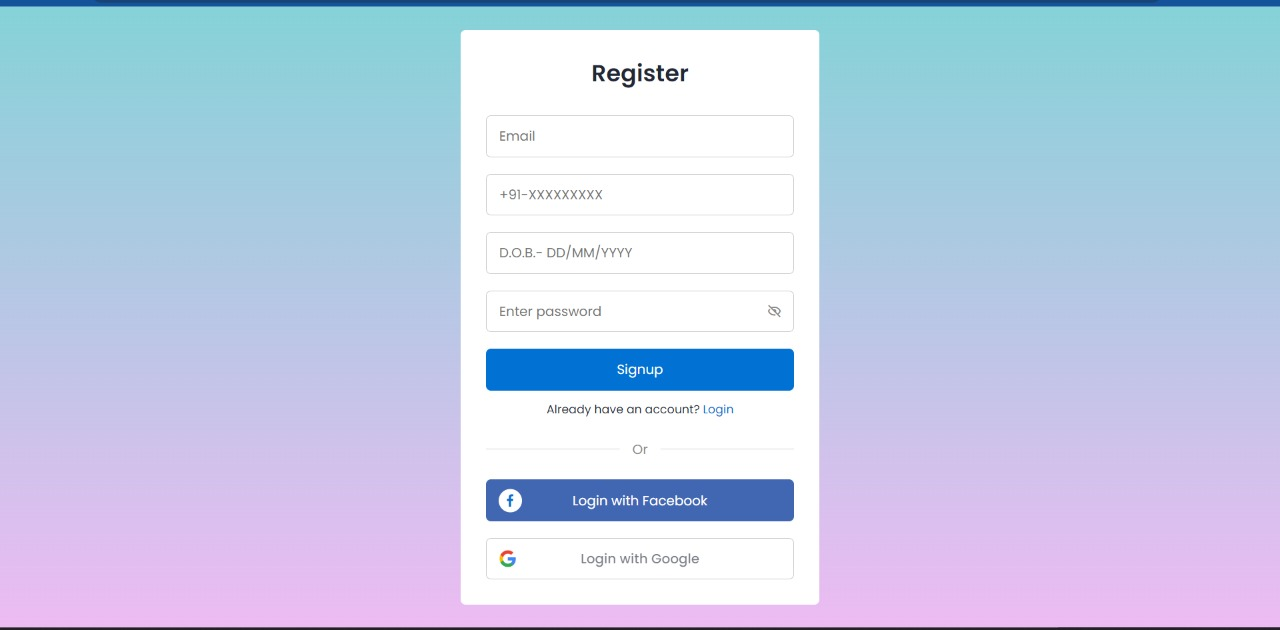 Register
Email
+91-XXXXXXXXX
D.O.B.- DD/MM/YYYY
Enter password
Signup
Already have an account? Login
Or
Login with Facebook
Login with Google